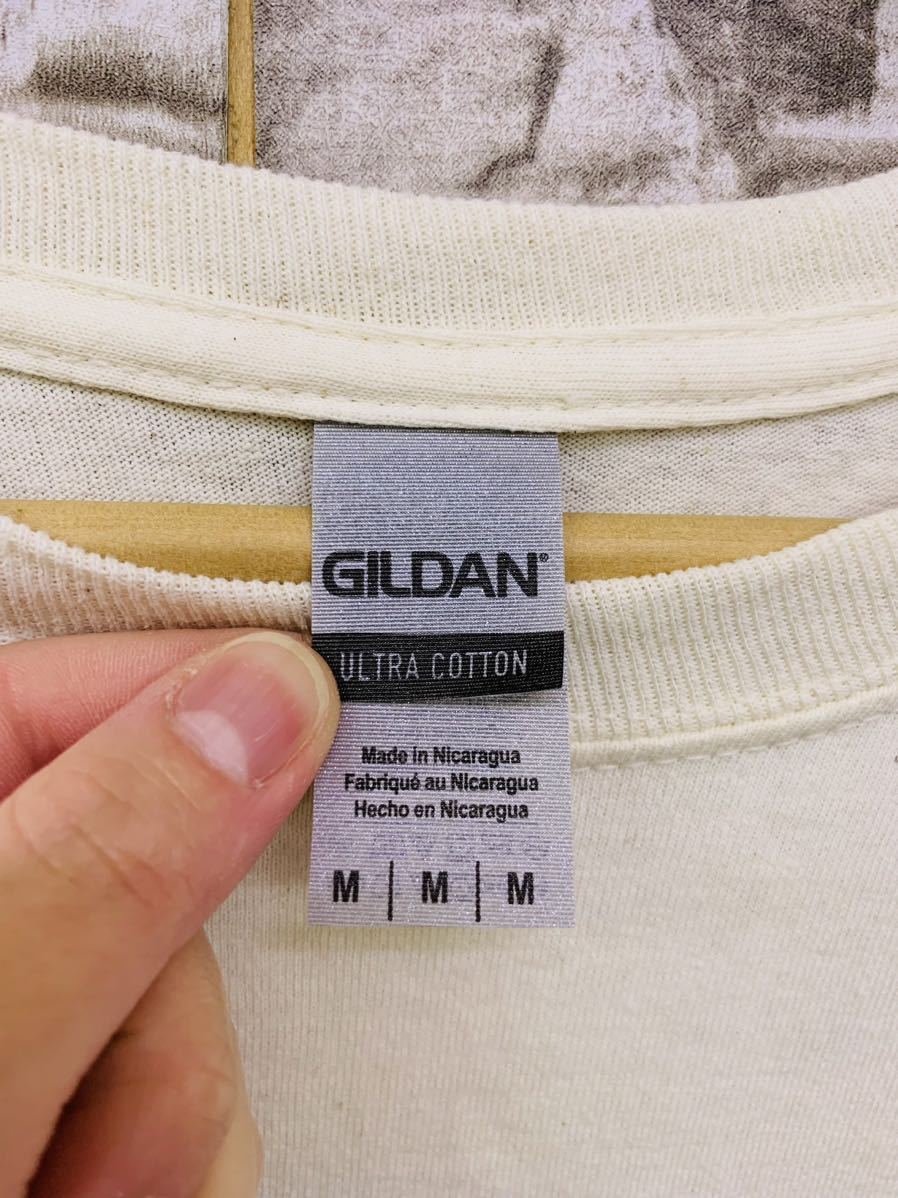 GILDAN®
ULTRA COTTON
Made in Nicaragua
Fabriqué au Nicaragua
Hecho en Nicaragua
M | M | M